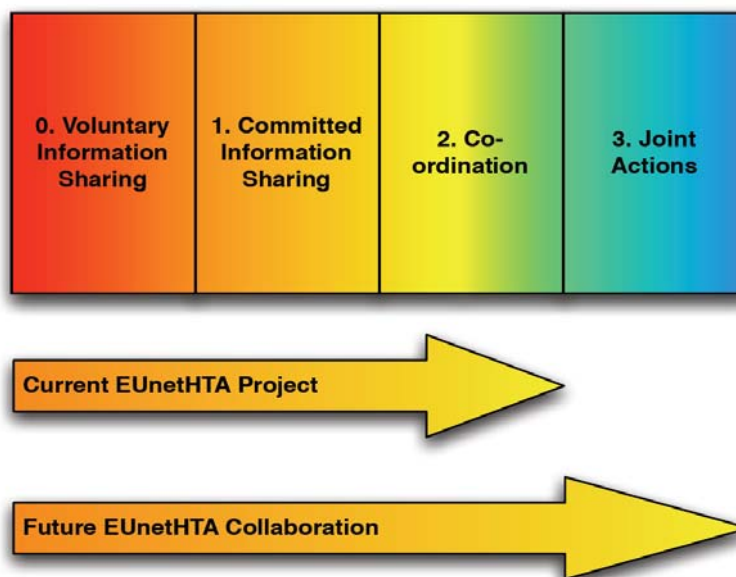 0. Voluntary
Information
Sharing
1. Committed
Information
Sharing
2. Co-
ordination
3. Joint
Actions
Current EUnetHTA Project
Future EUnetHTA Collaboration